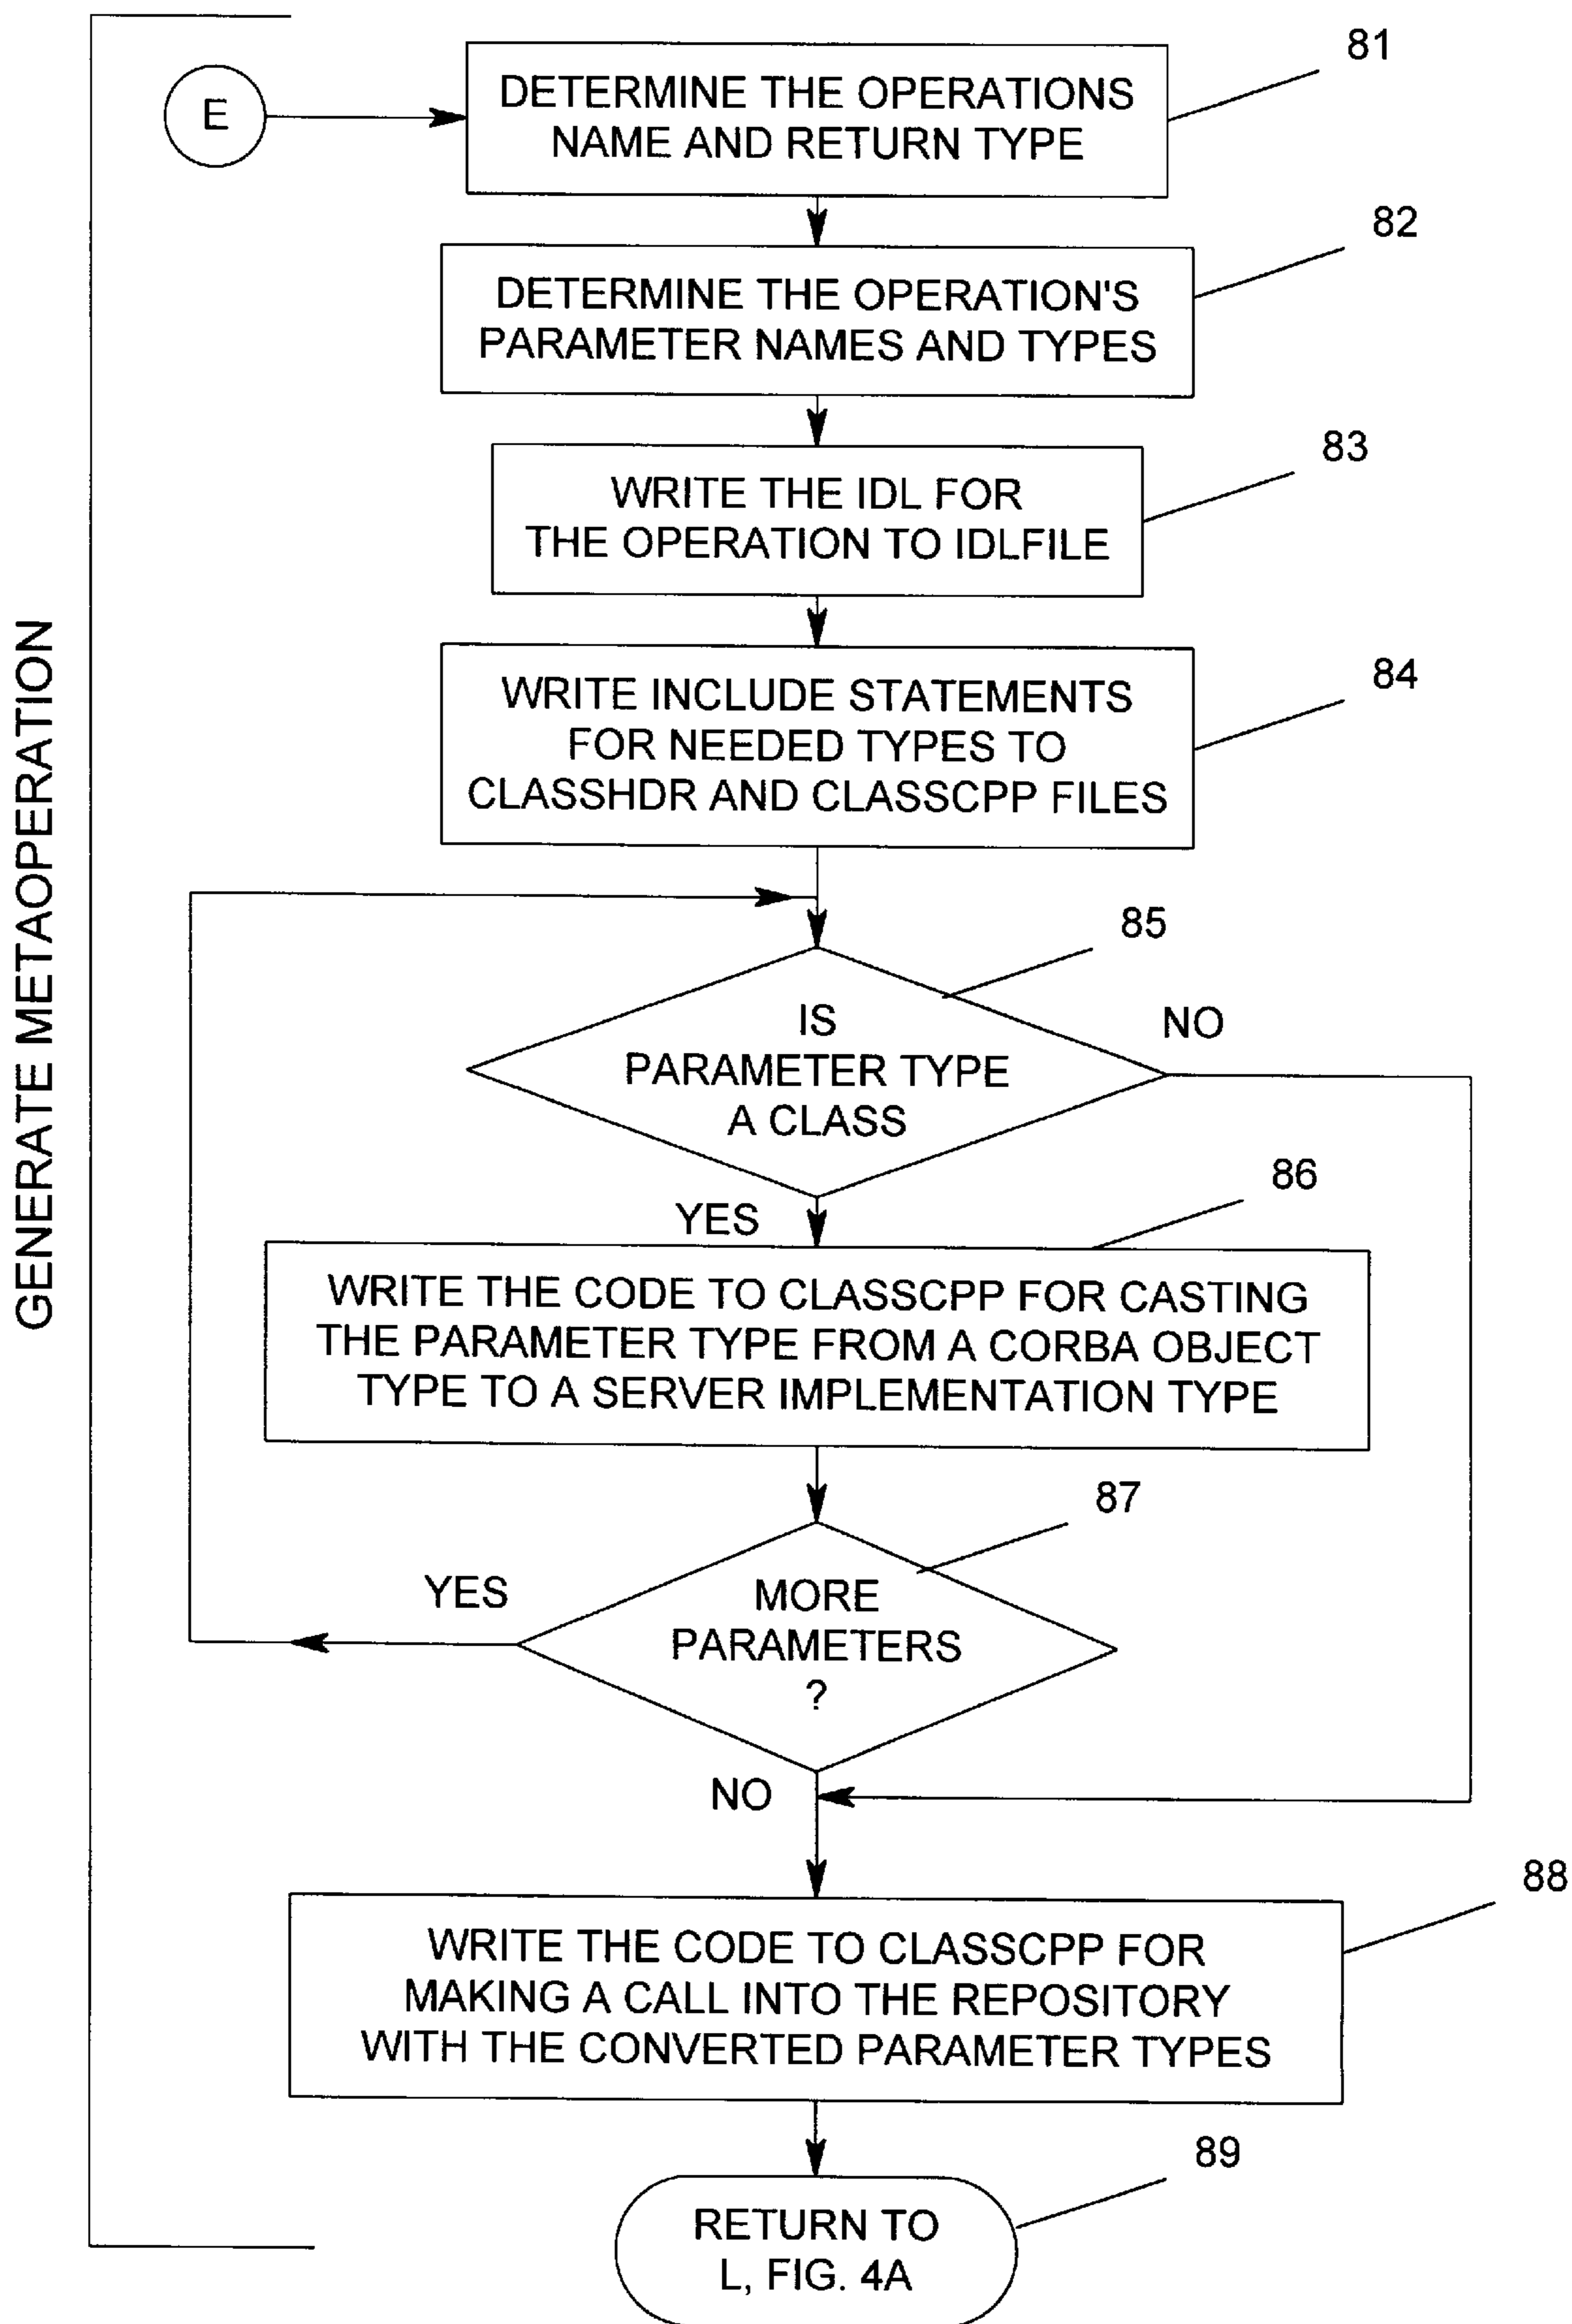 GENERATE METAOPERATION
E
81
DETERMINE THE OPERATIONS
NAME AND RETURN TYPE
82
DETERMINE THE OPERATION'S
PARAMETER NAMES AND TYPES
83
WRITE THE IDL FOR
THE OPERATION TO IDLFILE
84
WRITE INCLUDE STATEMENTS
FOR NEEDED TYPES TO
CLASSHDR AND CLASSCPP FILES
85
IS
PARAMETER TYPE
A CLASS
NO
YES
86
WRITE THE CODE TO CLASSCPP FOR CASTING
THE PARAMETER TYPE FROM A CORBA OBJECT
TYPE TO A SERVER IMPLEMENTATION TYPE
87
YES
MORE
PARAMETERS
?
NO
88
WRITE THE CODE TO CLASSCPP FOR
MAKING A CALL INTO THE REPOSITORY
WITH THE CONVERTED PARAMETER TYPES
89
RETURN TO
L, FIG. 4A